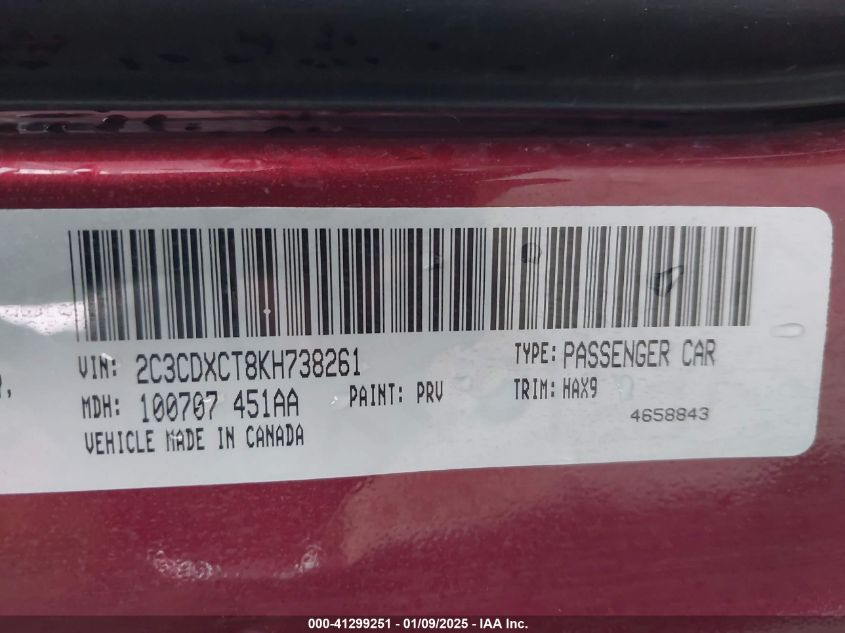 VIN: 2C3CDXCT8KH738261 TYPE: PASSENGER CAR
MDH: 100707 451AA PAINT: PRV TRIM: HAX9
4658843
VEHICLE MADE IN CANADA
000-41299251 - 01/09/2025 - IAA Inc.